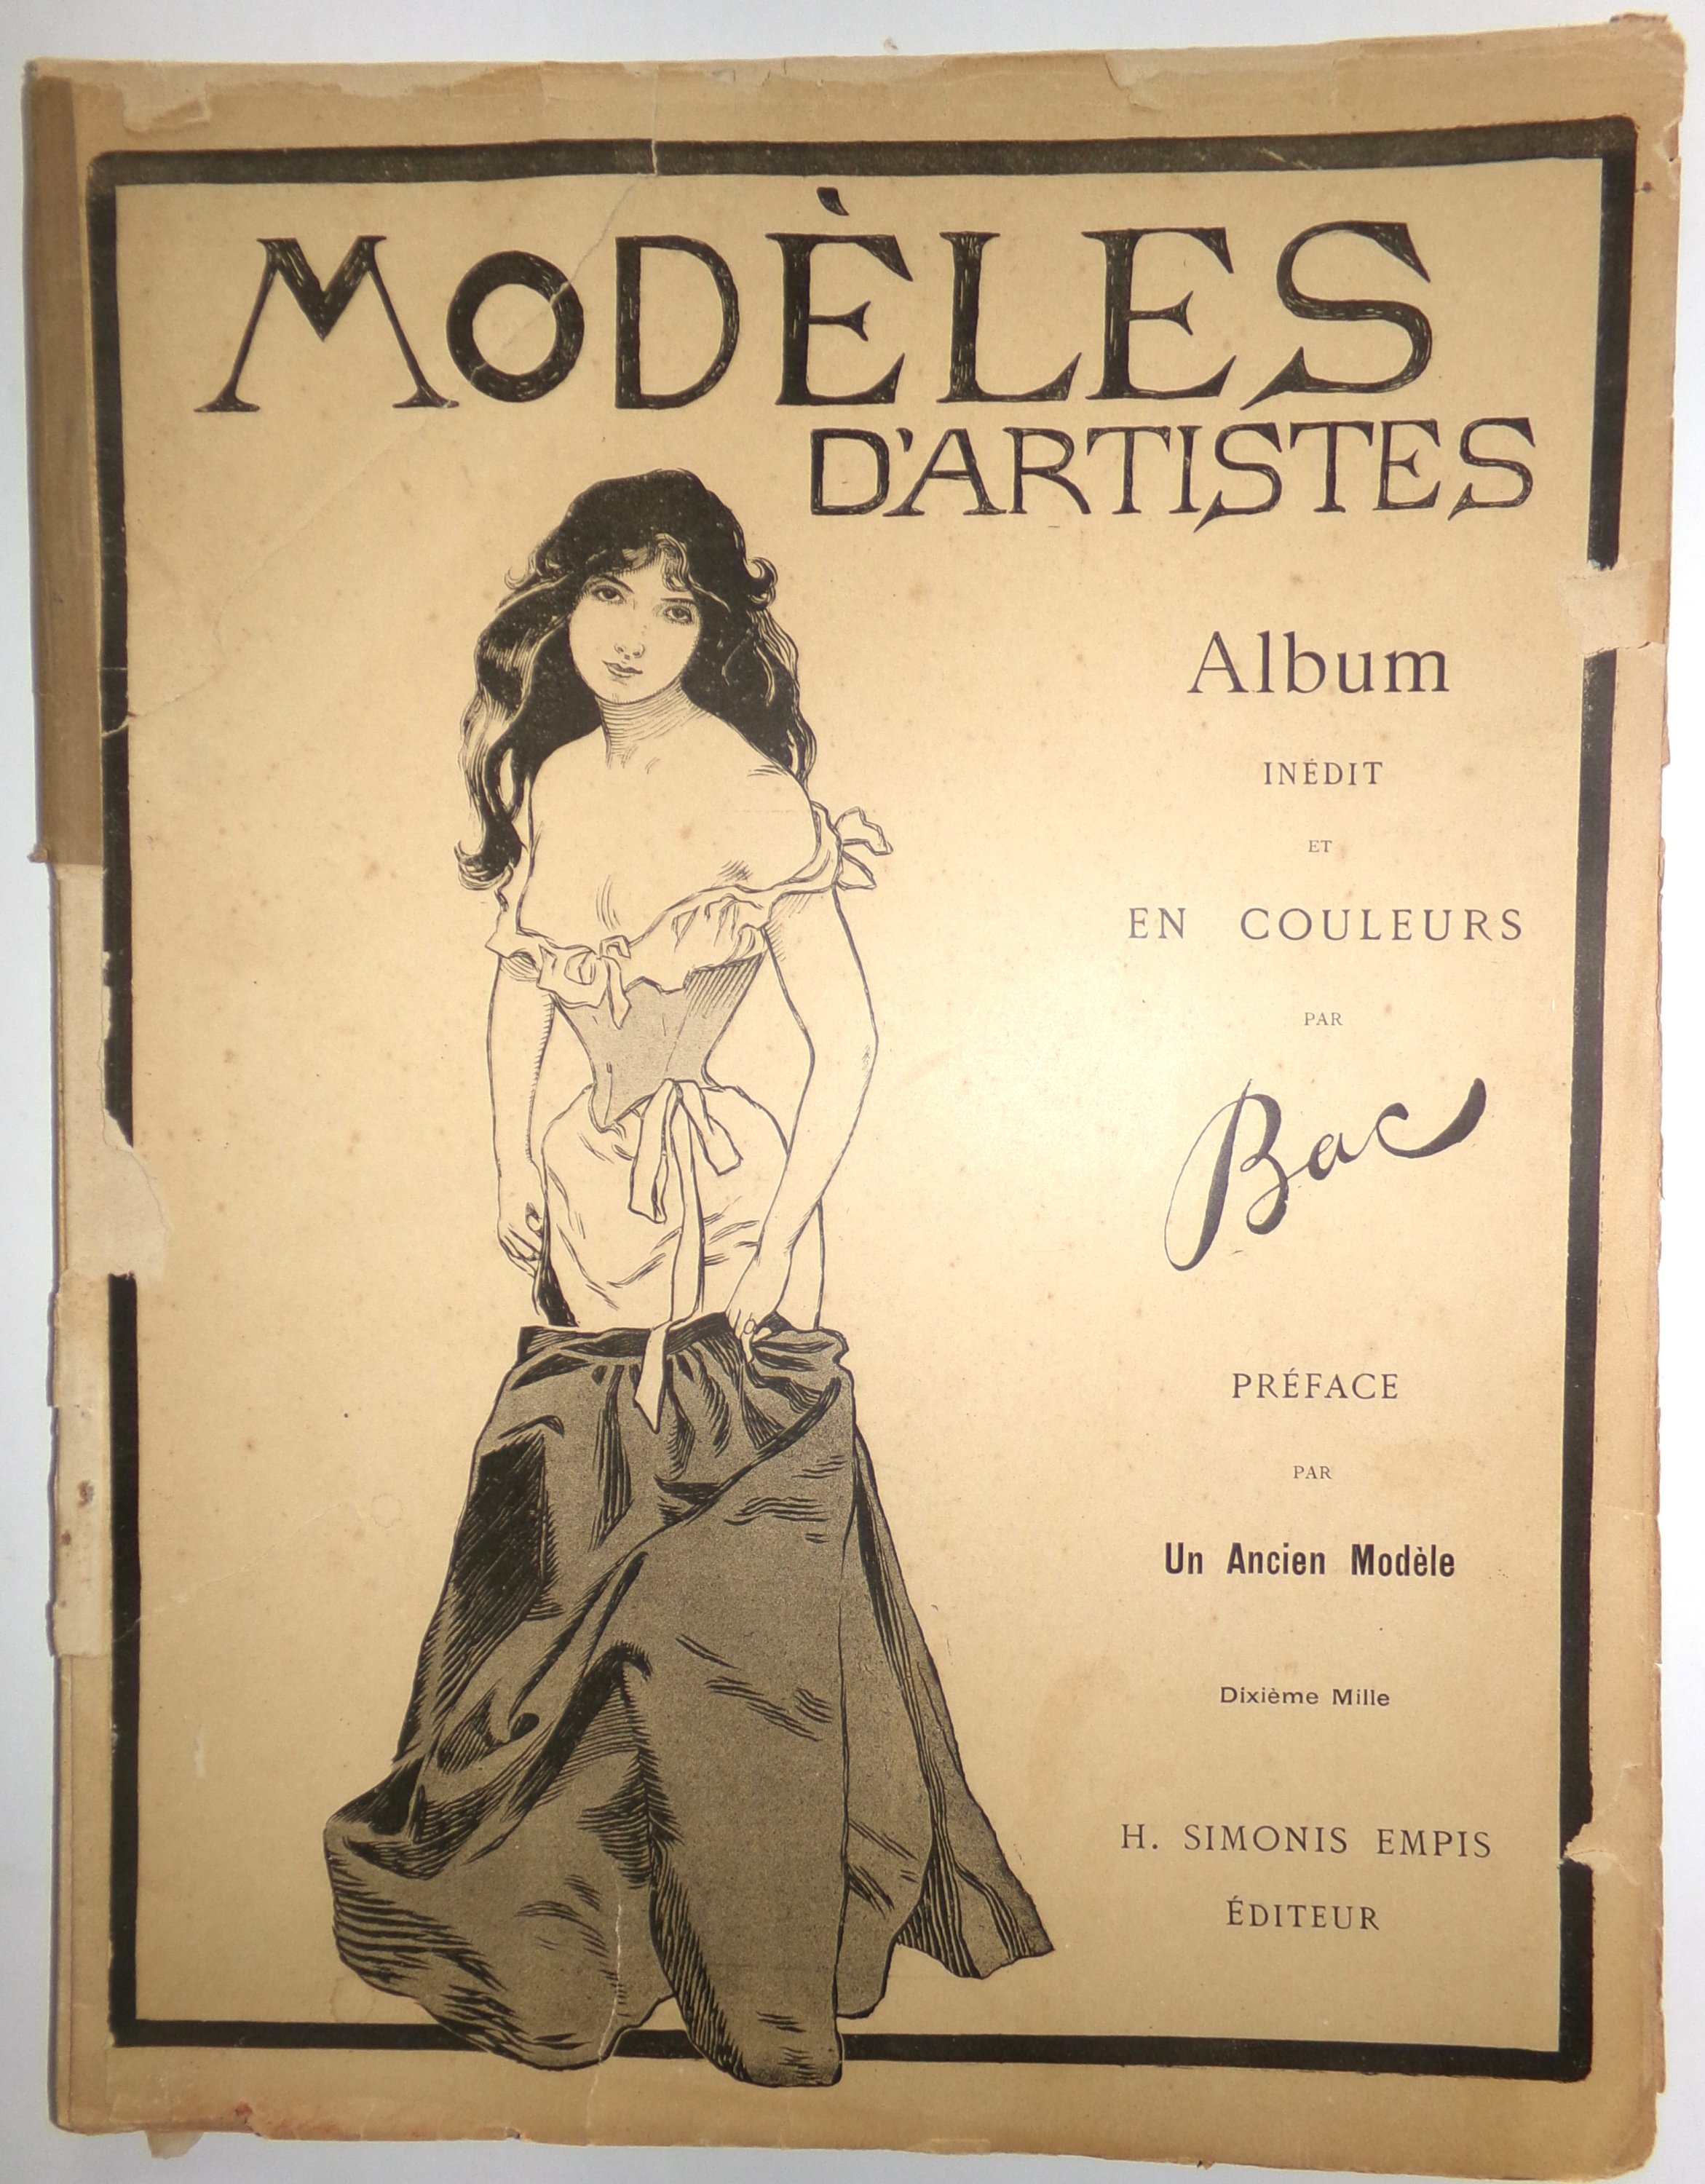 MODÈLES
D'ARTISTES
Album
INÉDIT
ET
EN COULEURS
PAR
Bac
PRÉFACE
PAR
Un Ancien Modèle
Dixième Mille
H. SIMONIS EMPIS
ÉDITEUR